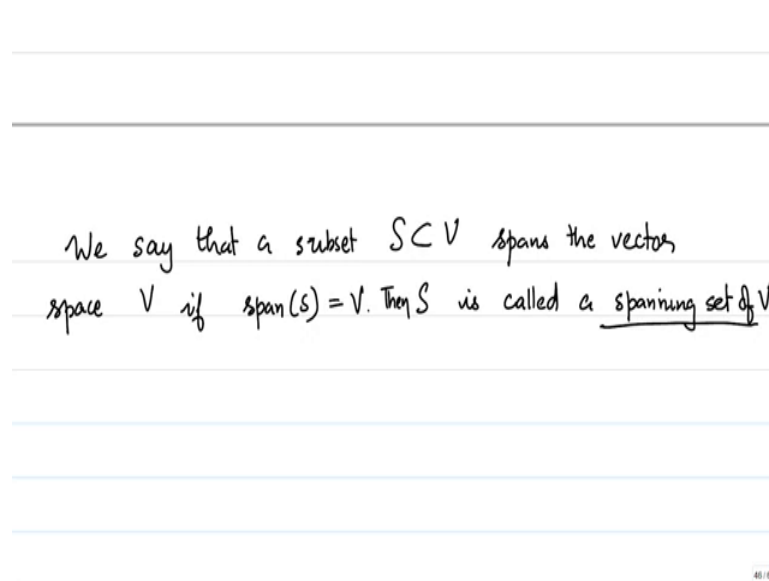 We say that a subset S ⊂ V spans the vector
space V if span(S) = V. Then S is called a spanning set of V